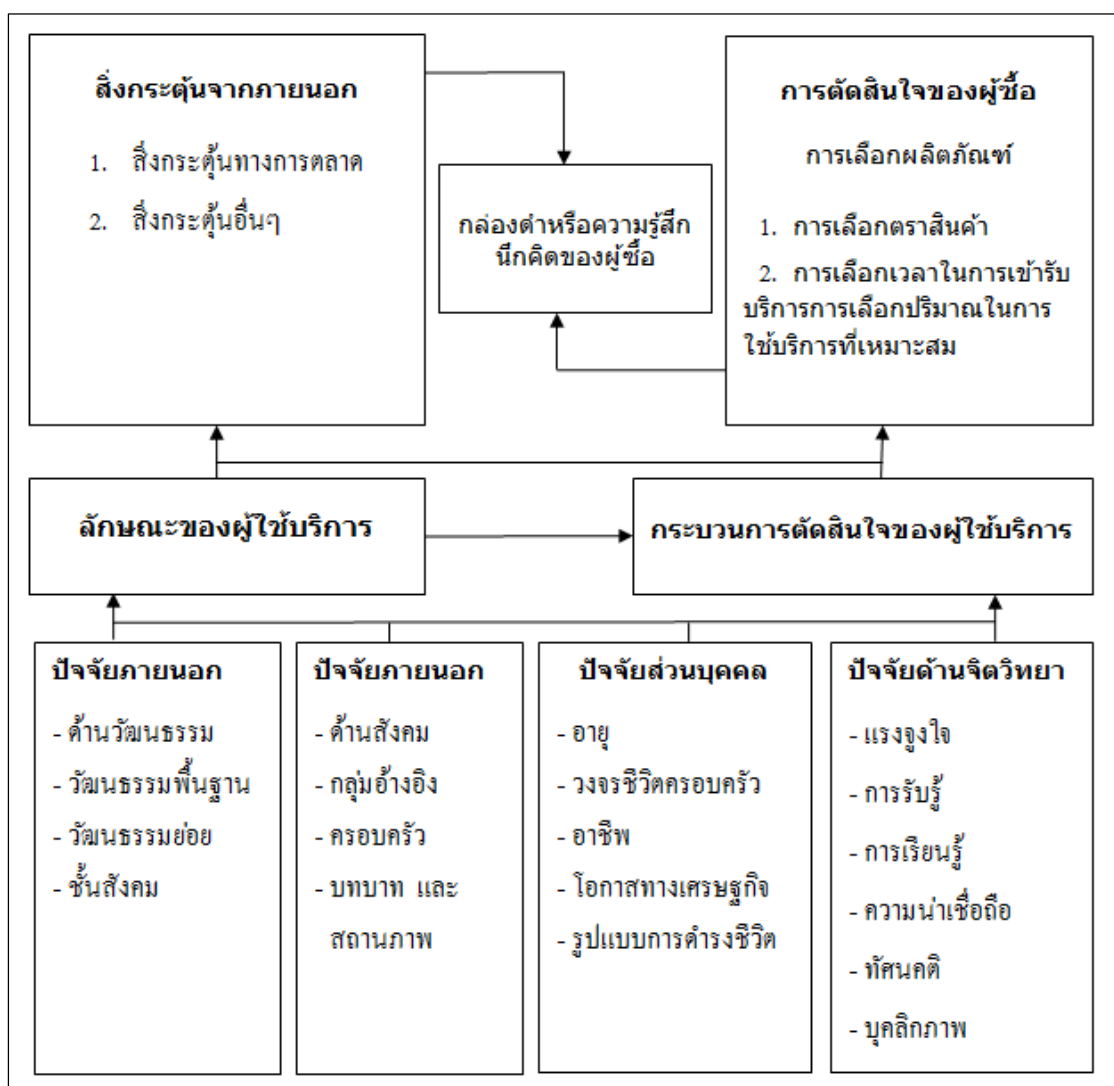 สิ่งกระตุ้นจากภายนอก
1. สิ่งกระตุ้นทางการตลาด
2. สิ่งกระตุ้นอื่นๆ
กล่องดำหรือความรู้สึก
นึกคิดของผู้ซื้อ
การตัดสินใจของผู้ซื้อ
การเลือกผลิตภัณฑ์
1. การเลือกตราสินค้า
2. การเลือกเวลาในการเข้ารับ
บริการการเลือกปริมาณในการ
ใช้บริการที่เหมาะสม
ลักษณะของผู้ใช้บริการ
กระบวนการตัดสินใจของผู้ใช้บริการ
ปัจจัยภายนอก
- ด้านวัฒนธรรม
- วัฒนธรรมพื้นฐาน
- วัฒนธรรมย่อย
- ชั้นสังคม
ปัจจัยภายนอก
- ด้านสังคม
- กลุ่มอ้างอิง
- ครอบครัว
- บทบาท และ
สถานภาพ
ปัจจัยส่วนบุคคล
- อายุ
- วงจรชีวิตครอบครัว
- อาชีพ
- โอกาสทางเศรษฐกิจ
- รูปแบบการดำรงชีวิต
ปัจจัยด้านจิตวิทยา
- แรงจูงใจ
- การรับรู้
- การเรียนรู้
- ความน่าเชื่อถือ
- ทัศนคติ
- บุคลิกภาพ